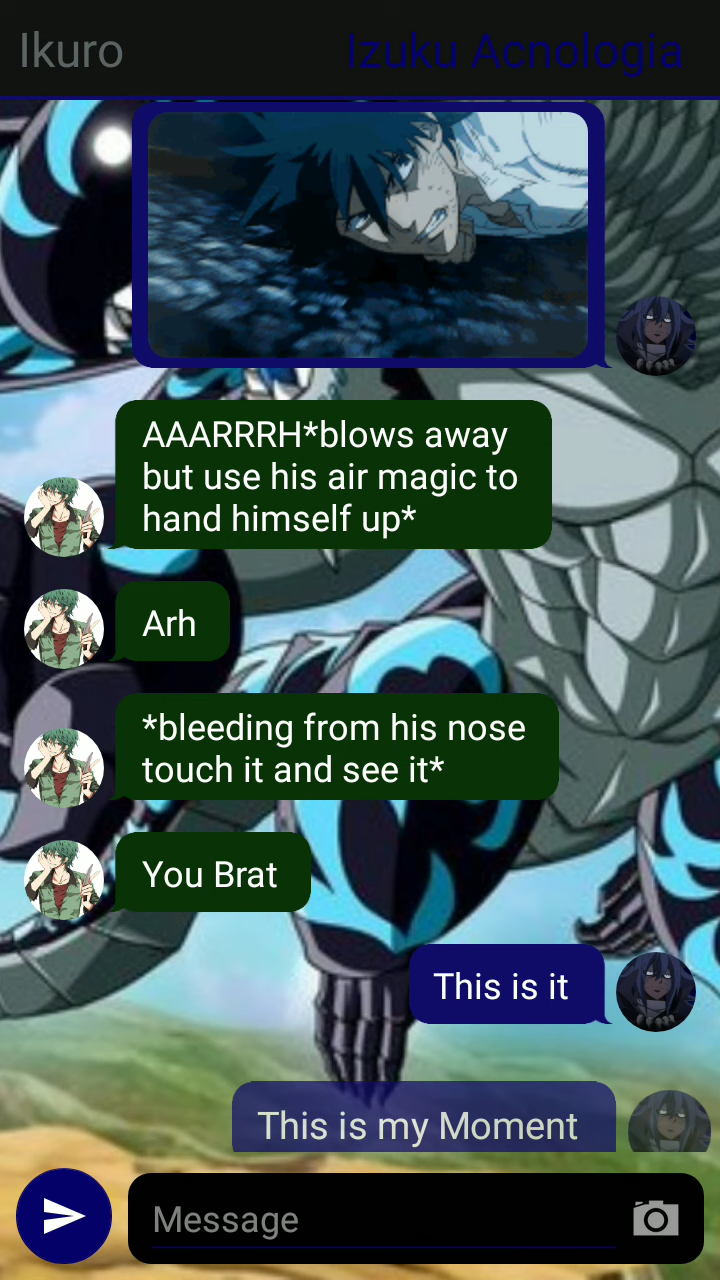 Ikuro
Izuku Acnologia
AAARRRH*blows away
but use his air magic to
hand himself up*
Arh
*bleeding from his nose
touch it and see it*
You Brat
This is it
This is my Moment
Message